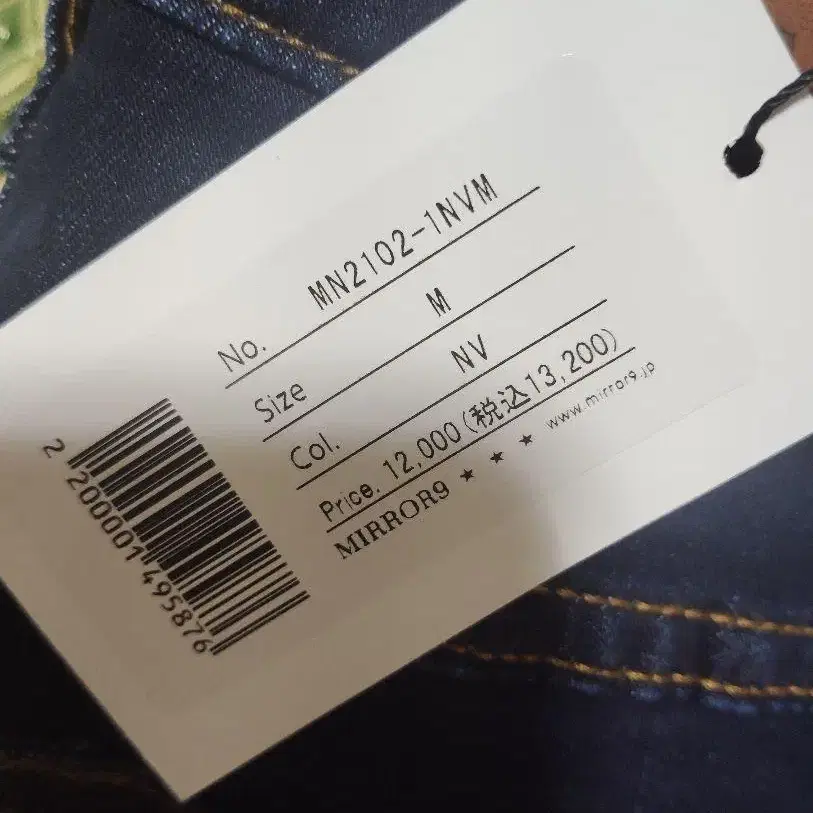 No. MN2102-1NVM
Size M
Col. NV
Price. 12,000(税込13,200)
MIRROR9 ★ ★ ★ www.mirror9.jp
2 200001 495876